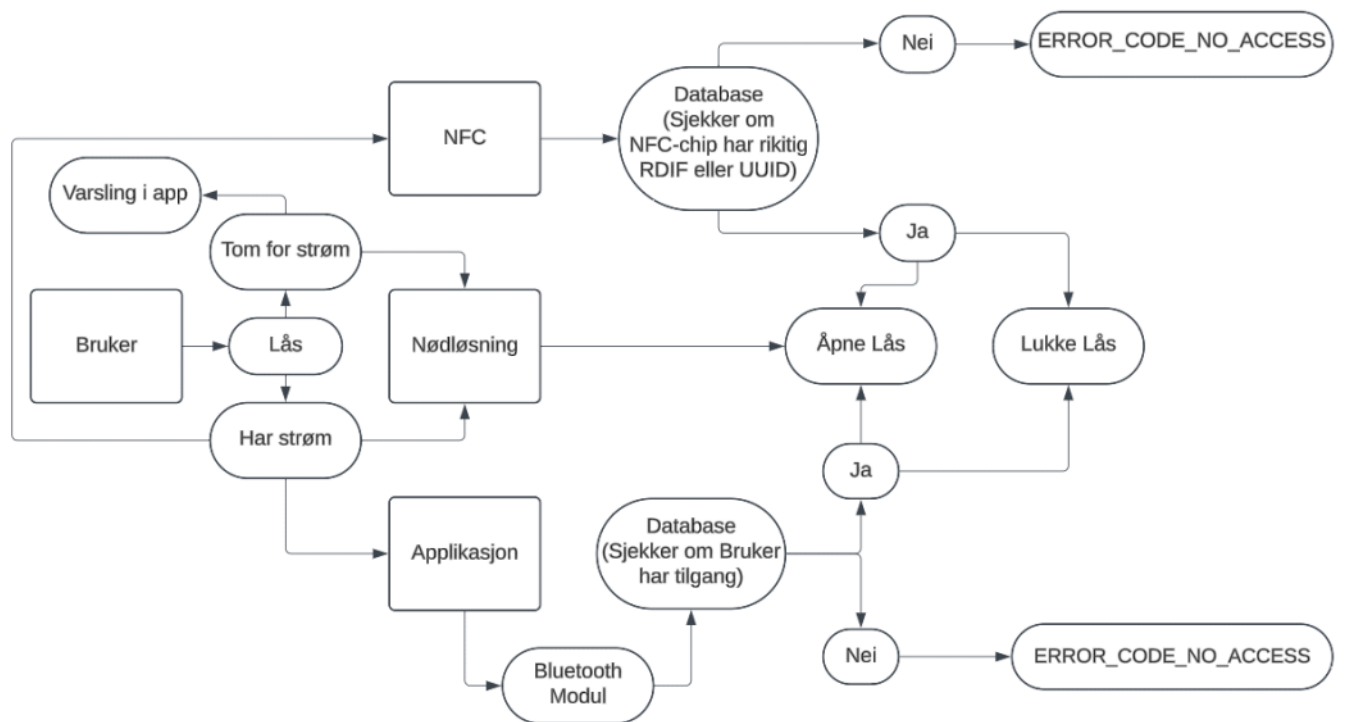 Nei
ERROR_CODE_NO_ACCESS
Database
(Sjekker om
NFC-chip har rikitig
RDIF eller UUID)
NFC
Varsling i app
Tom for strøm
Ja
Bruker
Lås
Nødløsning
Åpne Lås
Lukke Lås
Har strøm
Ja
Applikasjon
Database
(Sjekker om Bruker
har tilgang)
Bluetooth
Modul
Nei
ERROR_CODE_NO_ACCESS